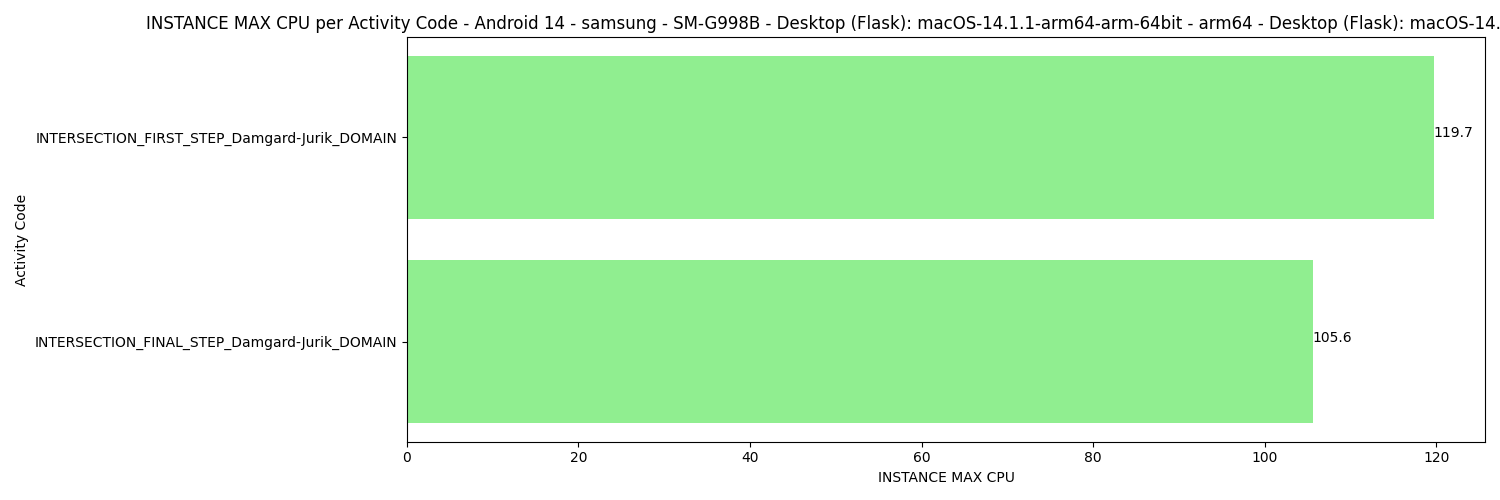 INSTANCE MAX CPU per Activity Code - Android 14 - samsung - SM-G998B - Desktop (Flask): macOS-14.1.1-arm64-arm-64bit - arm64 - Desktop (Flask): macOS-14.
INTERSECTION_FIRST_STEP_Damgard-Jurik_DOMAIN
119.7
Activity Code
INTERSECTION_FINAL_STEP_Damgard-Jurik_DOMAIN
105.6
0 20 40 60 80 100 120
INSTANCE MAX CPU